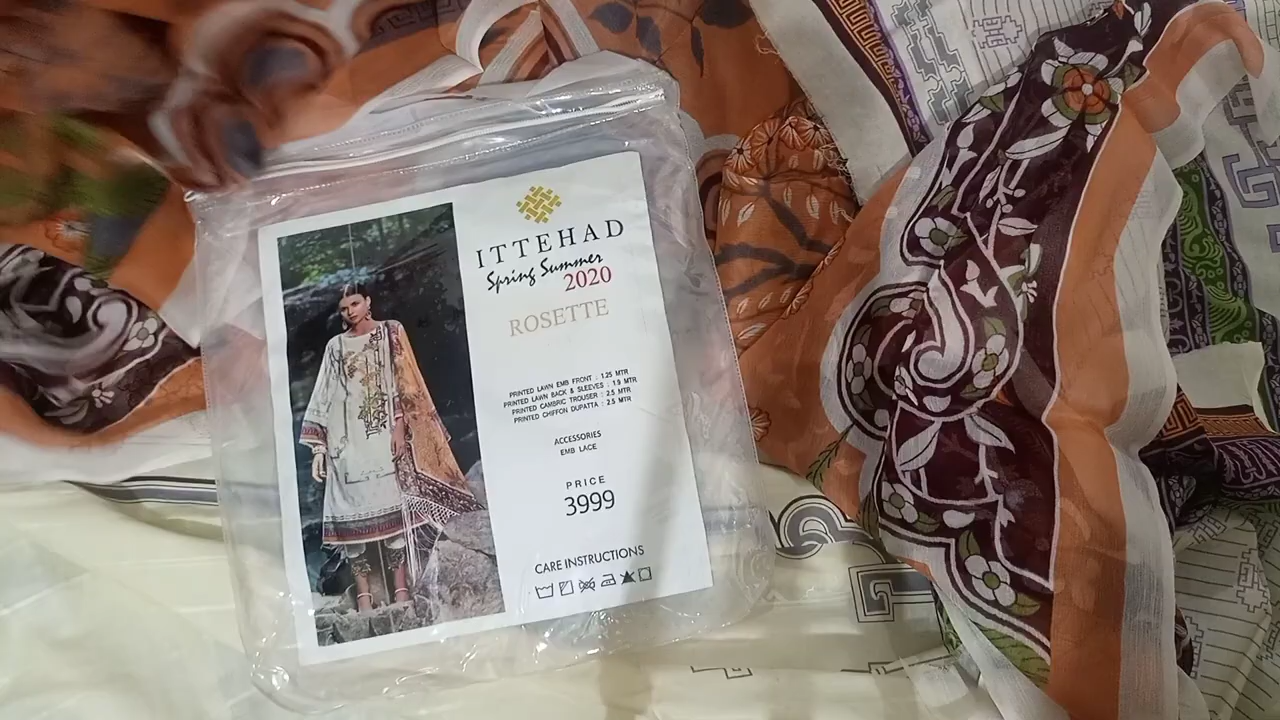 ITTEHAD
Spring Summer
2020
ROSETTE
PRINTED LAWN EMB FRONT : 1.25 MTR
PRINTED LAWN BACK & SLEEVES : 1.9 MTR
PRINTED CAMBRIC TROUSER : 2.5 MTR
PRINTED CHIFFON DUPATTA : 2.5 MTR
ACCESSORIES
EMB LACE
PRICE
3999
CARE INSTRUCTIONS